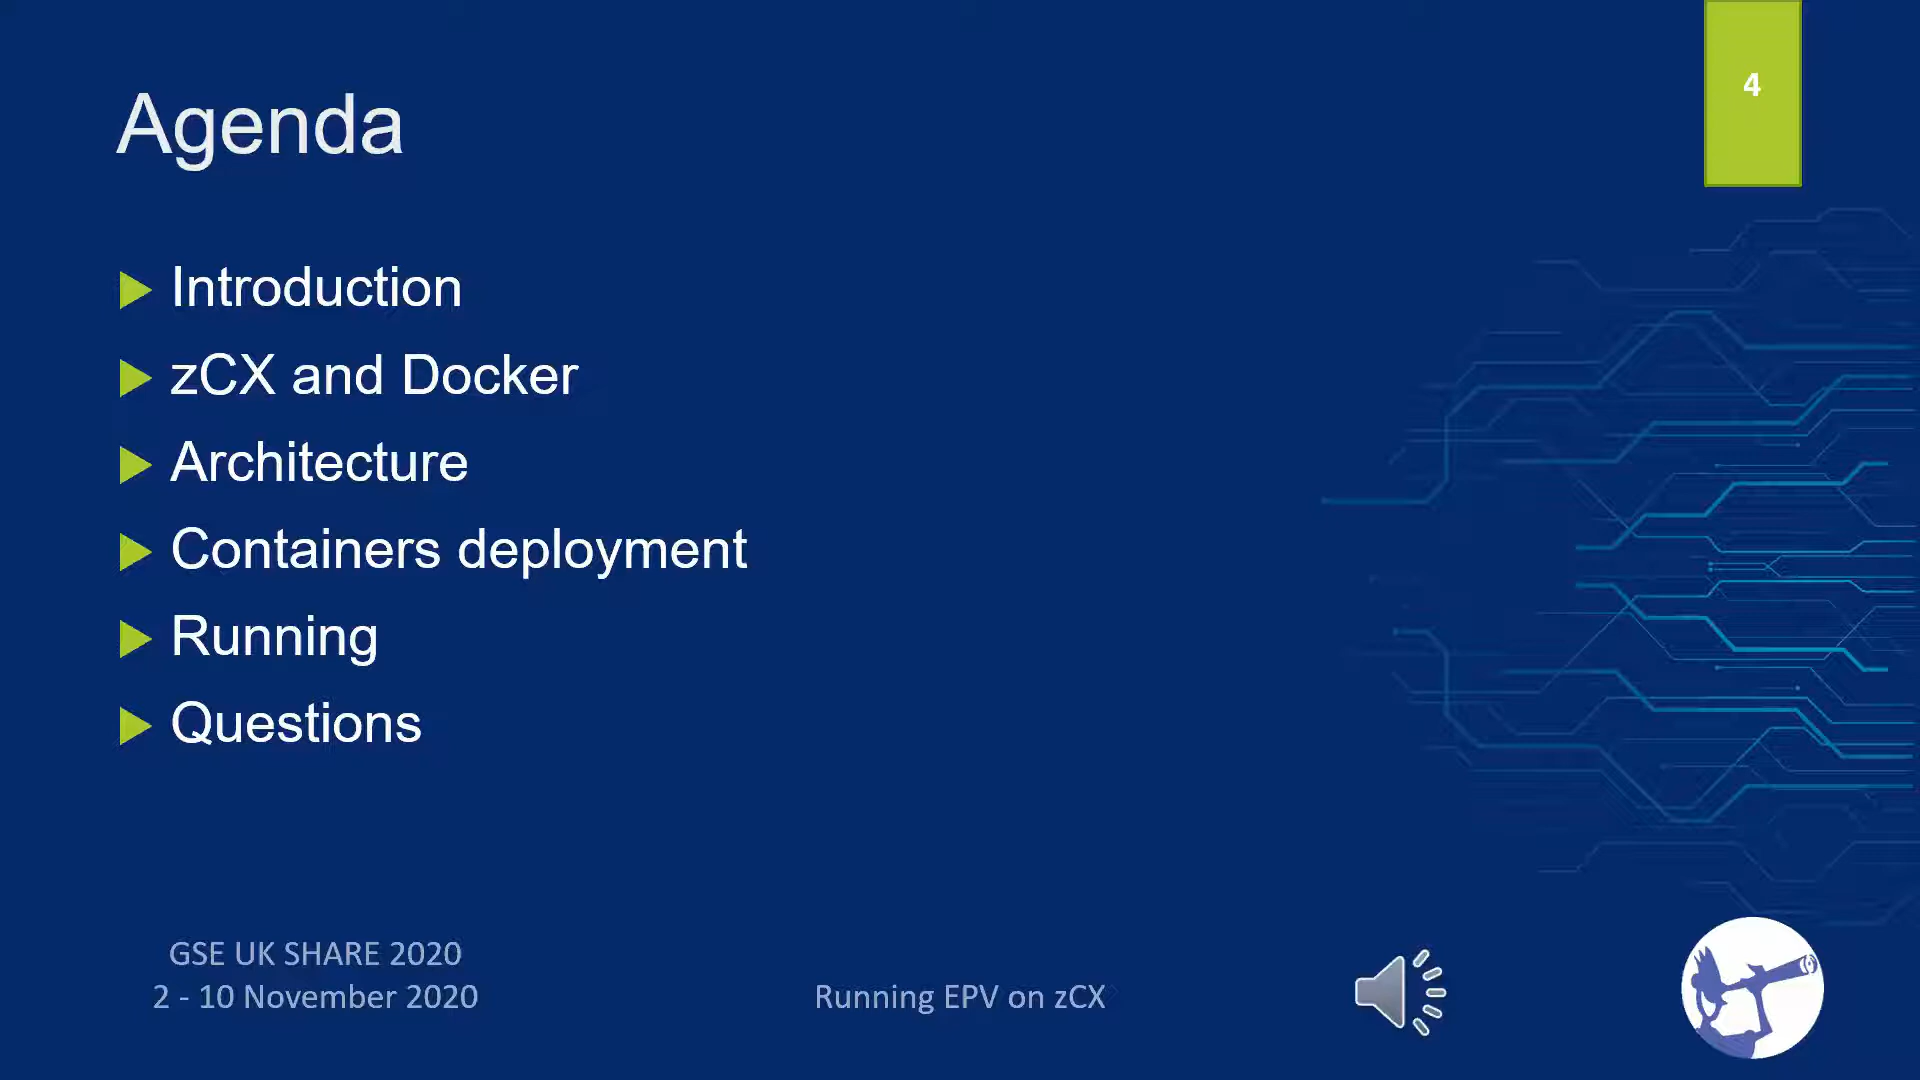 4
Agenda
Introduction
zCX and Docker
Architecture
Containers deployment
Running
Questions
GSE UK SHARE 2020
2 - 10 November 2020
Running EPV on zCX